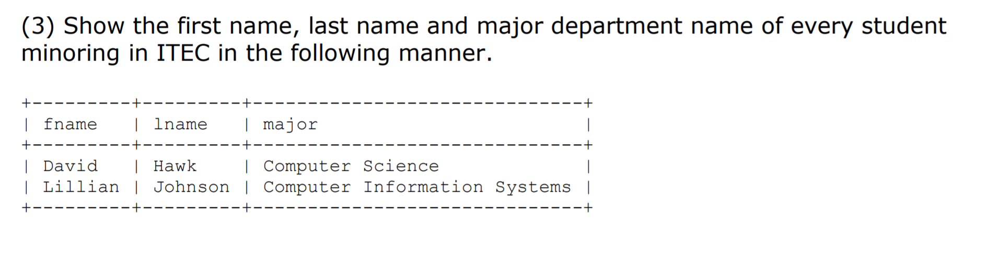 (3) Show the first name, last name and major department name of every student
minoring in ITEC in the following manner.
+---------+---------+------------------------------+
| fname   | lname   | major                        |
+---------+---------+------------------------------+
| David   | Hawk    | Computer Science             |
| Lillian | Johnson | Computer Information Systems |
+---------+---------+------------------------------+